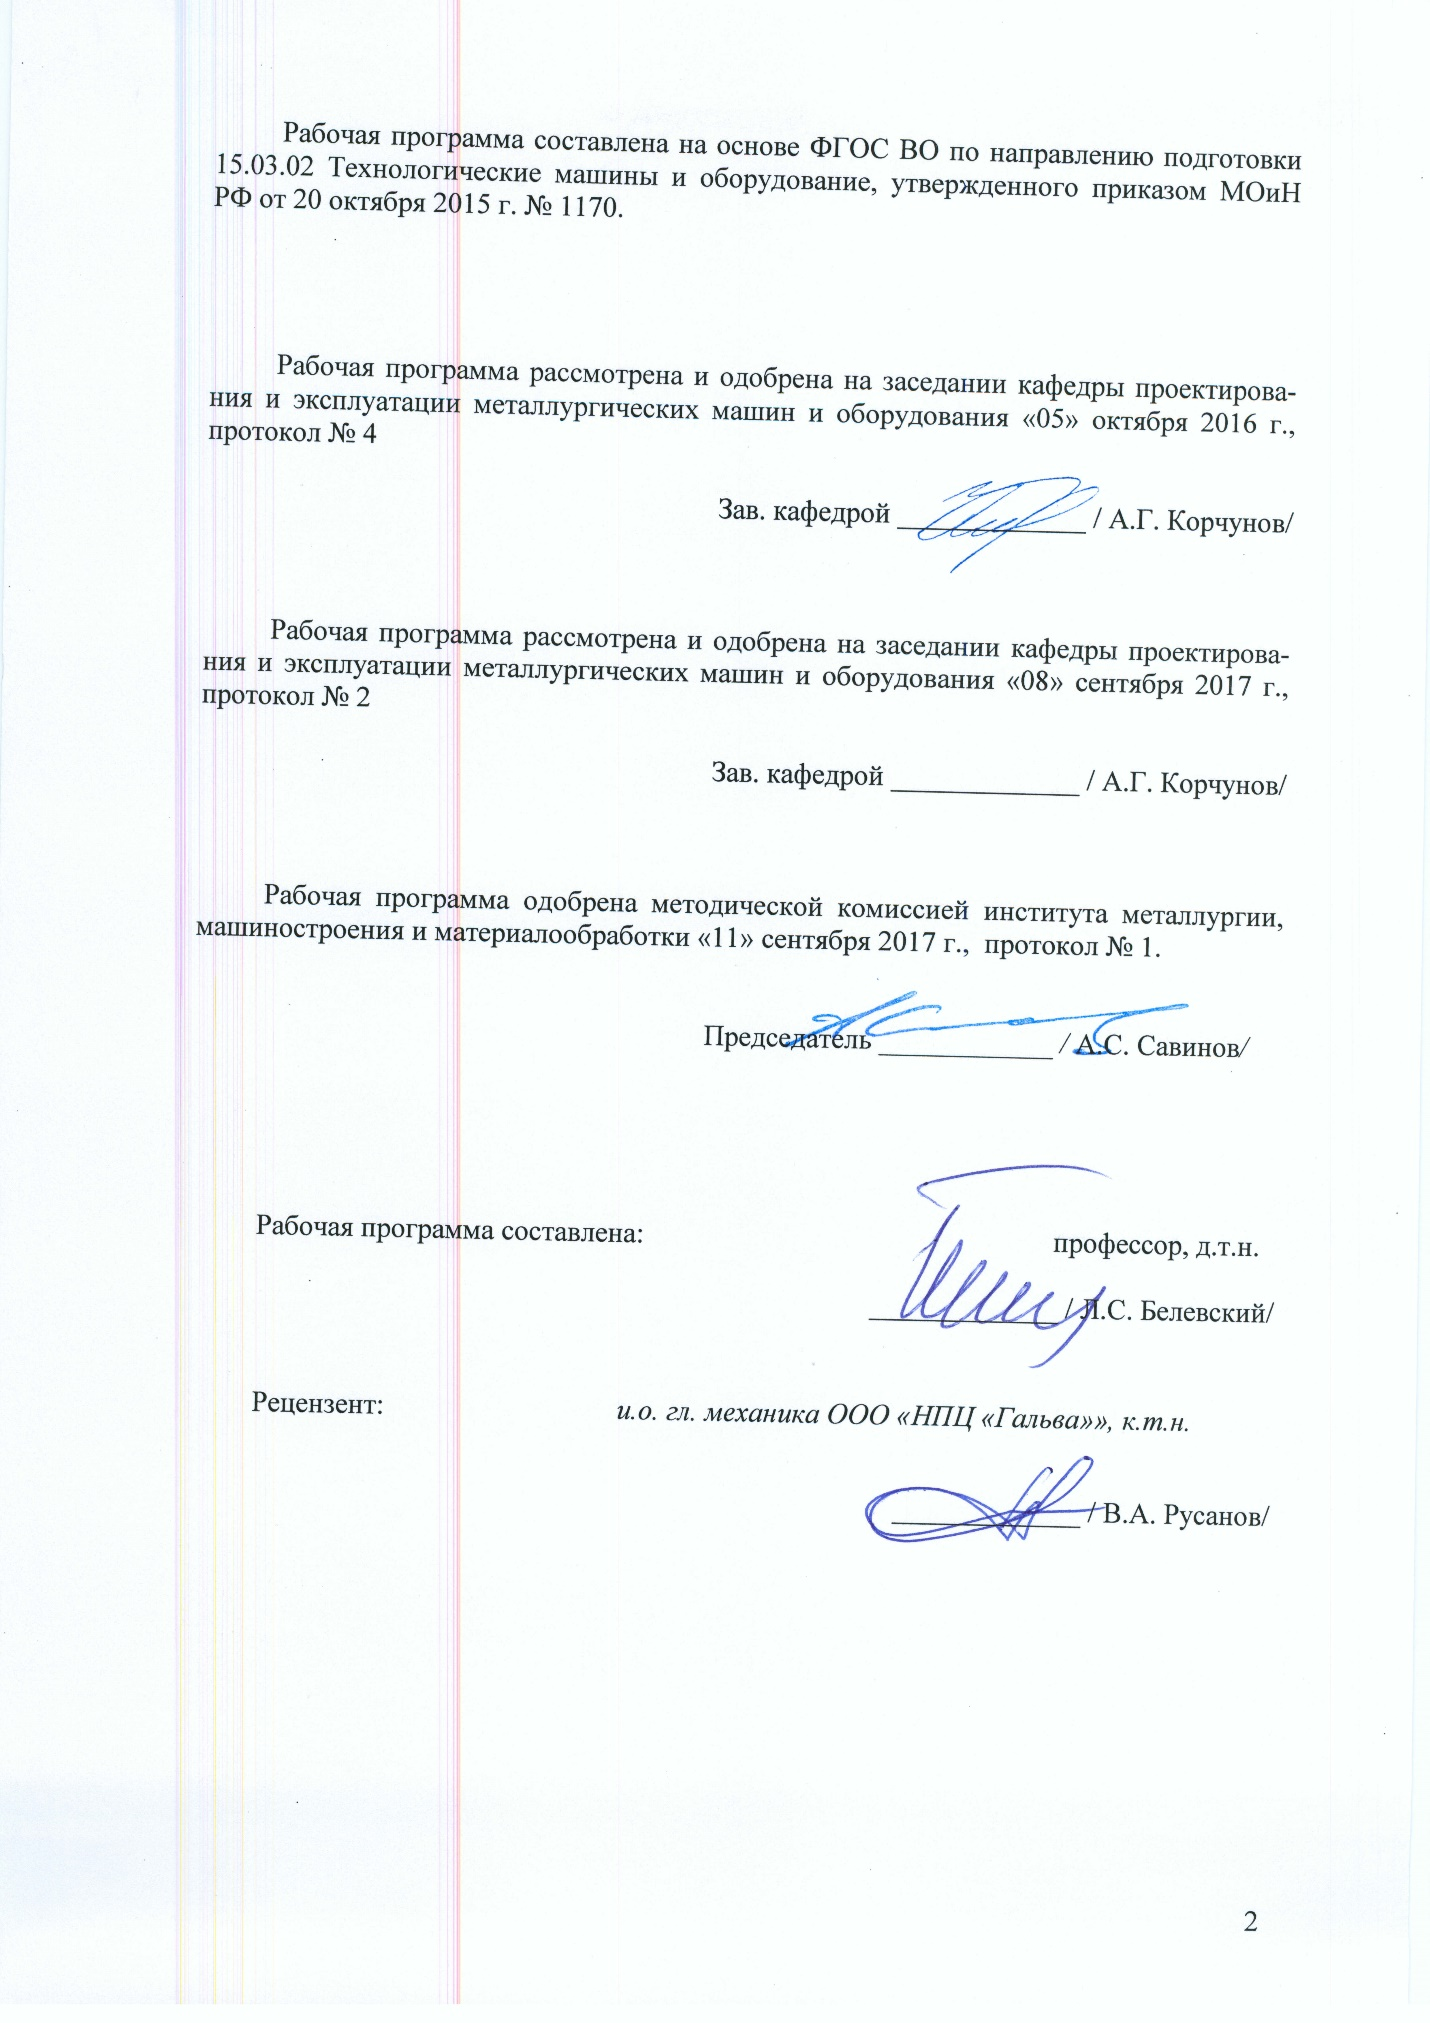 Рабочая программа составлена на основе ФГОС ВО по направлению подготовки
15.03.02 Технологические машины и оборудование, утвержденного приказом МОиН
РФ от 20 октября 2015 г. № 1170.
Рабочая программа рассмотрена и одобрена на заседании кафедры проектирова-
ния и эксплуатации металлургических машин и оборудования «05» октября 2016 г.,
протокол № 4
Зав. кафедрой _____________ / А.Г. Корчунов/
Рабочая программа рассмотрена и одобрена на заседании кафедры проектирова-
ния и эксплуатации металлургических машин и оборудования «08» сентября 2017 г.,
протокол № 2
Зав. кафедрой _____________ / А.Г. Корчунов/
Рабочая программа одобрена методической комиссией института металлургии,
машиностроения и материалообработки «11» сентября 2017 г., протокол № 1.
Председатель ____________ / А.С. Савинов/
Рабочая программа составлена: профессор, д.т.н.
_____________ / Л.С. Белевский/
Рецензент: и.о. гл. механика ООО «НПЦ «Гальва»», к.т.н.
_____________ / В.А. Русанов/
2